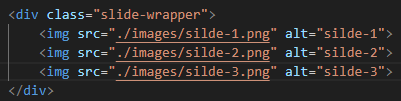 <div class="slide-wrapper">
<img src="./images/silde-1.png" alt="silde-1">
<img src="./images/silde-2.png" alt="silde-2">
<img src="./images/silde-3.png" alt="silde-3">
</div>